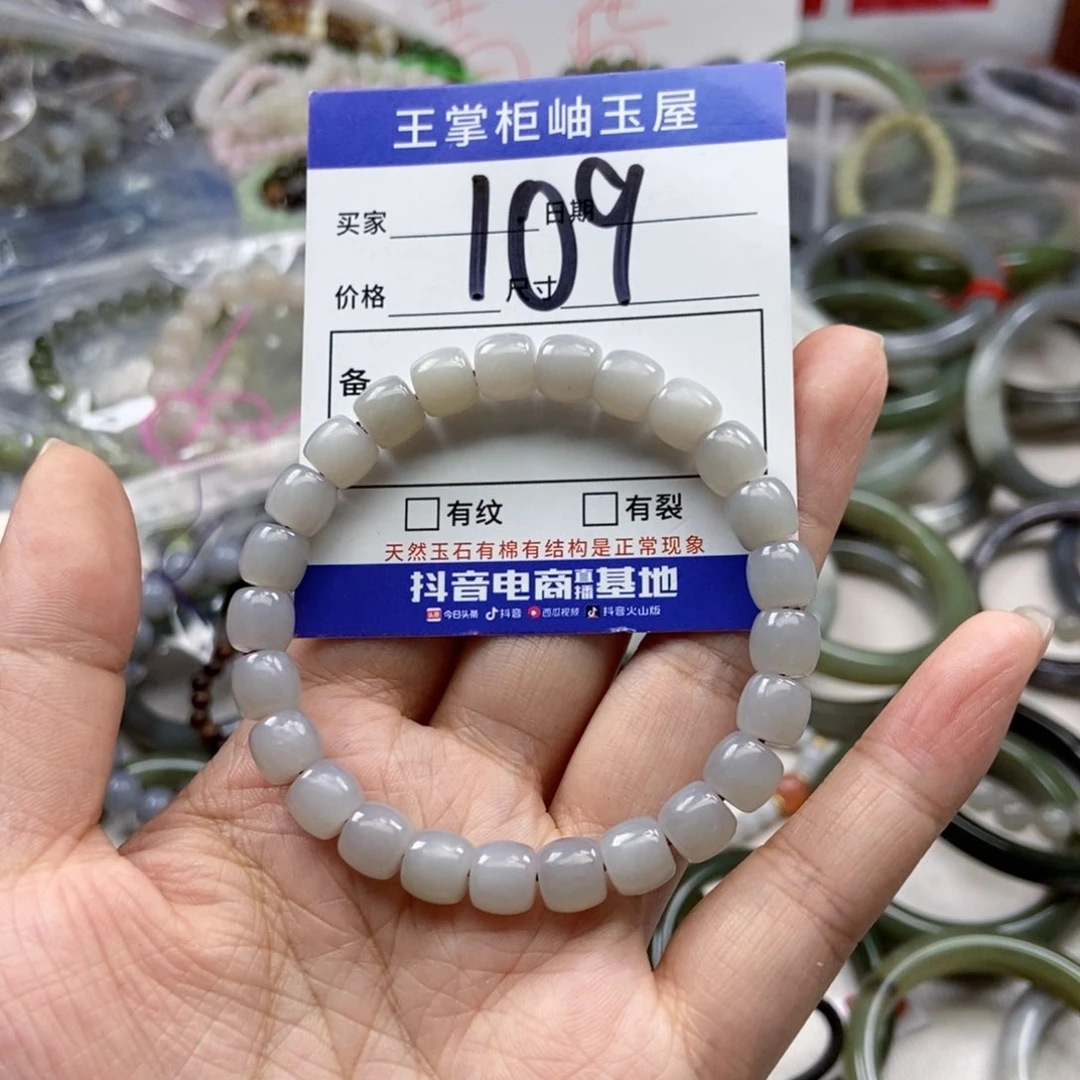 王掌柜岫玉屋
109
买家 日期
价格 尺寸
备
有纹 有裂
天然玉石有棉有结构是正常现象
抖音电商直播基地
头条 今日头条 抖音 西瓜视频 抖音火山版